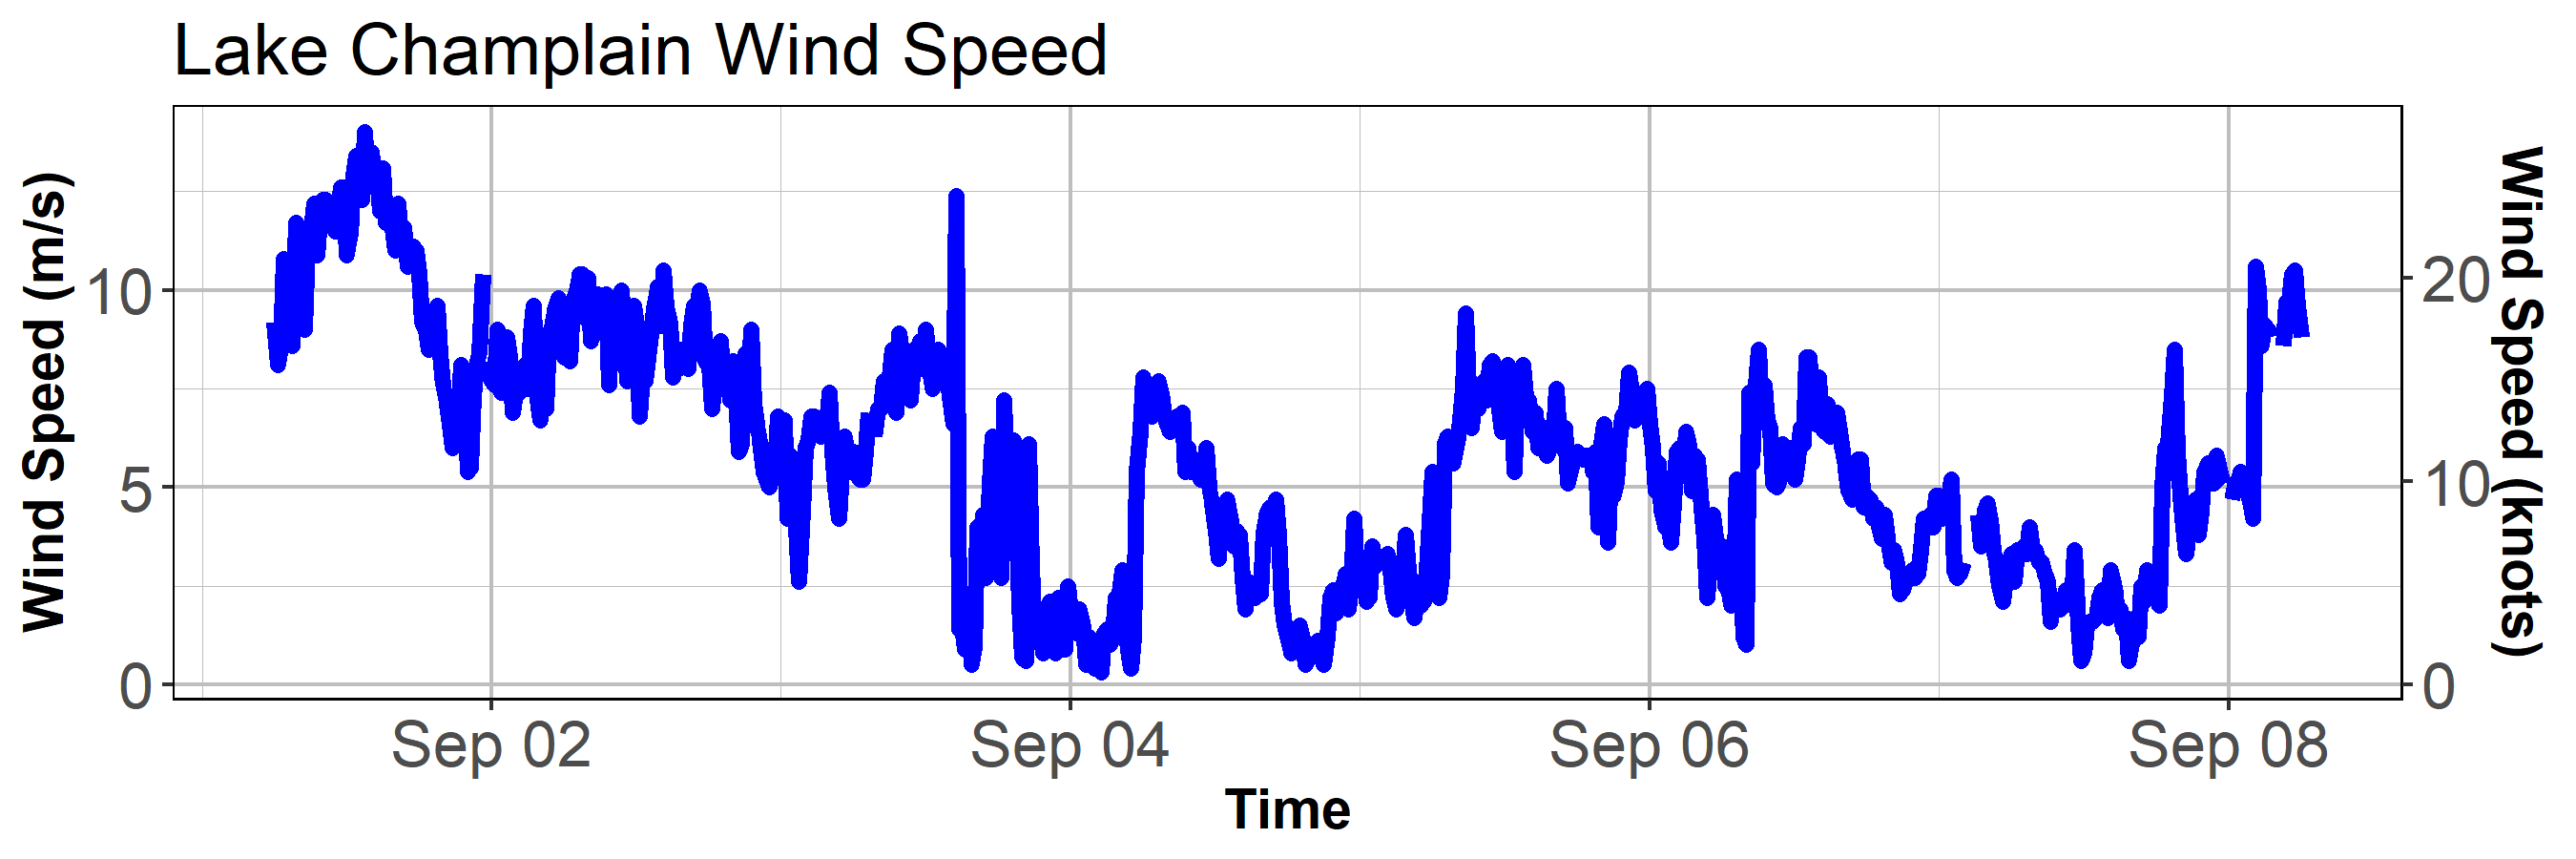 Lake Champlain Wind Speed
Wind Speed (m/s)
10
5
0
20
10
0
Wind Speed (knots)
Sep 02
Sep 04
Sep 06
Sep 08
Time